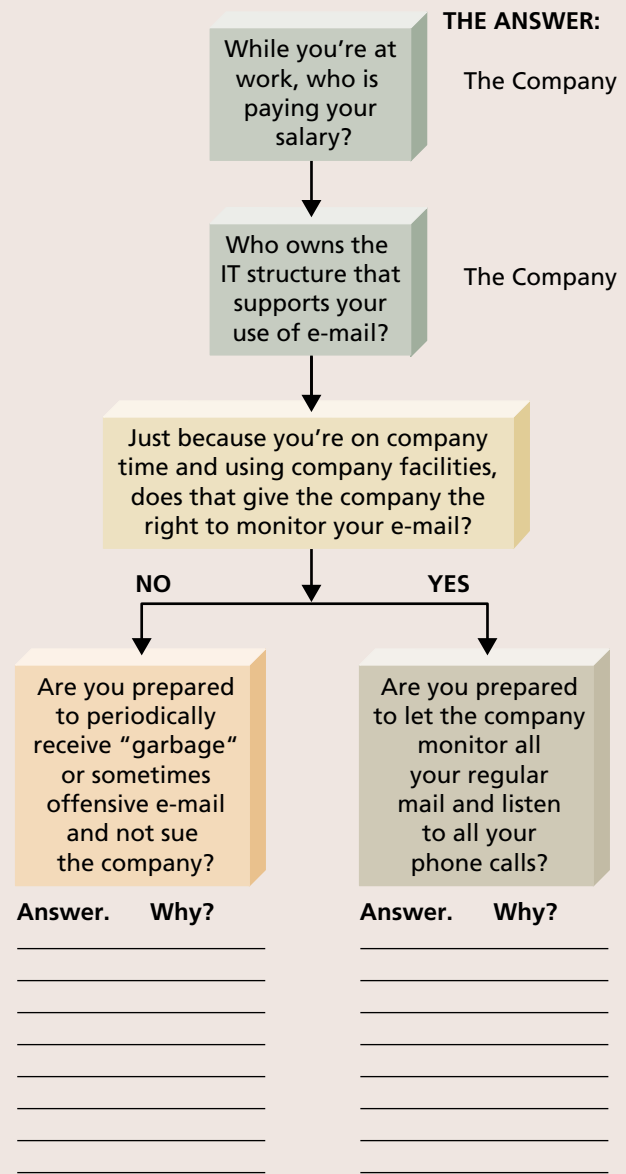 THE ANSWER:
While you're at
work, who is
paying your
salary?
The Company
Who owns the
IT structure that
supports your
use of e-mail?
The Company
Just because you're on company
time and using company facilities,
does that give the company the
right to monitor your e-mail?
NO
YES
Are you prepared
to periodically
receive “garbage“
or sometimes
offensive e-mail
and not sue
the company?
Are you prepared
to let the company
monitor all
your regular
mail and listen
to all your
phone calls?
Answer. Why?
Answer. Why?